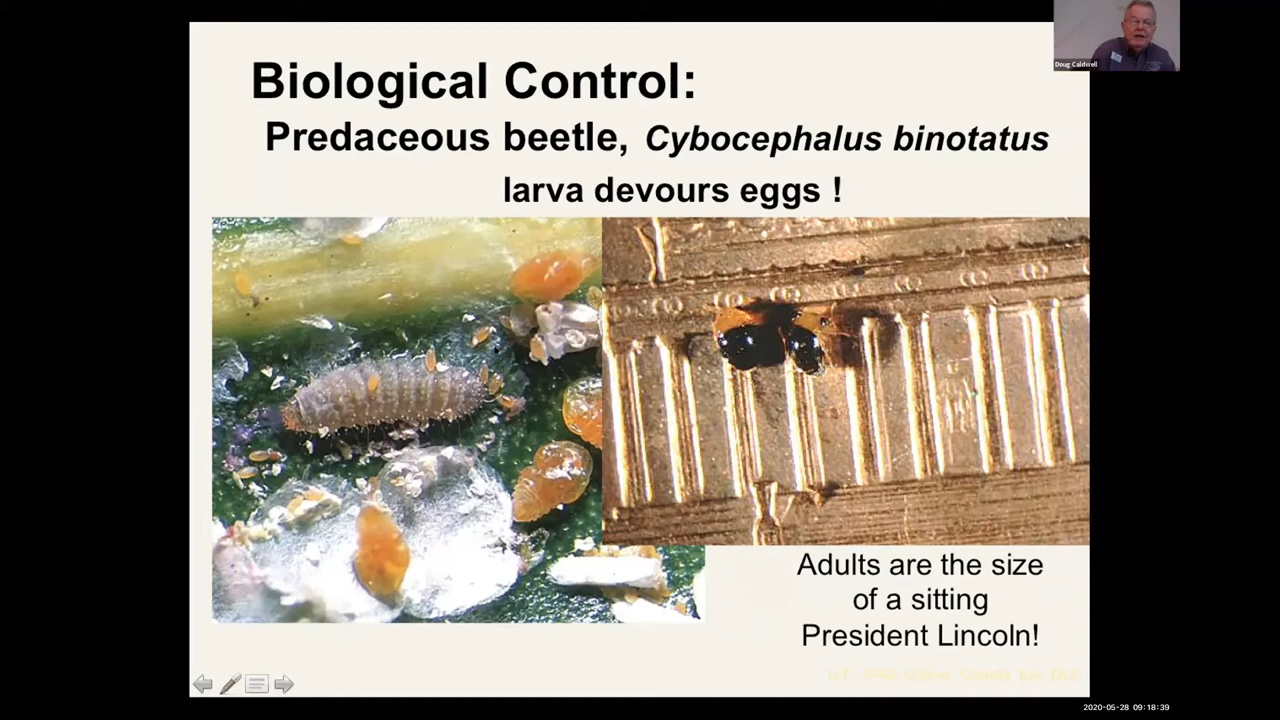 Doug Caldwell
Biological Control:
Predaceous beetle, Cybocephalus binotatus
larva devours eggs !
Adults are the size
of a sitting
President Lincoln!
2020-05-28 09:18:39